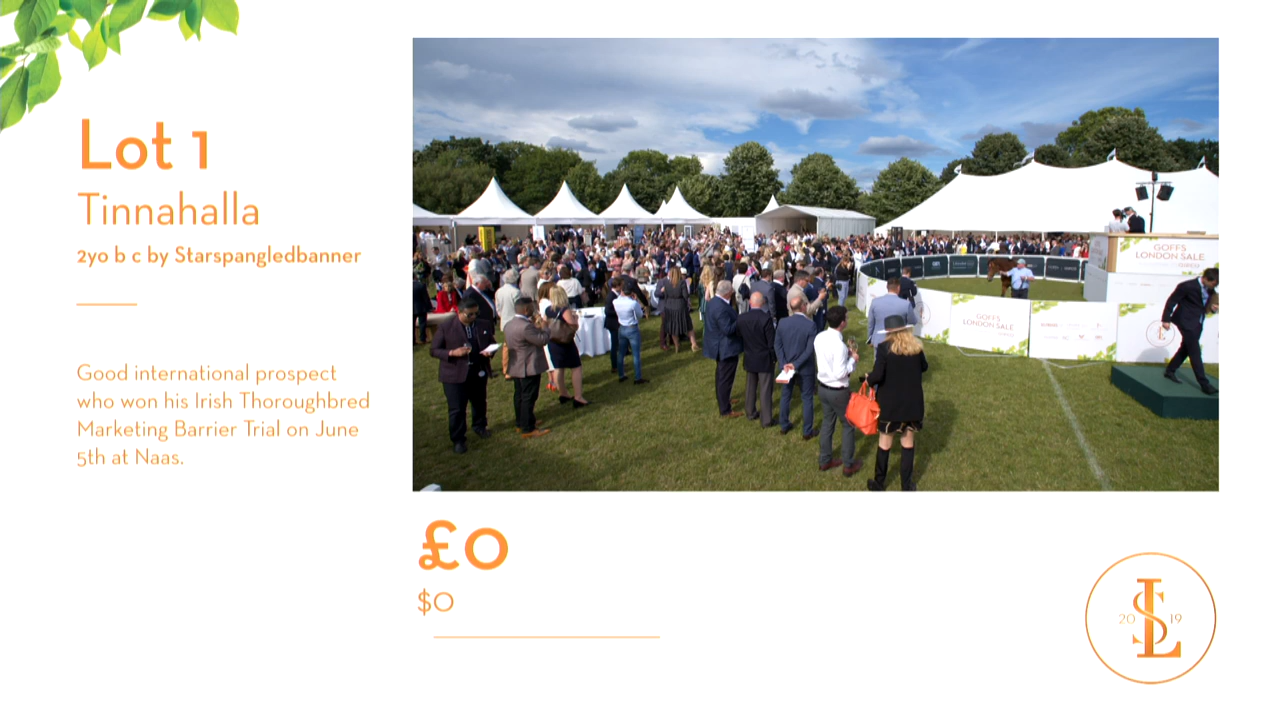 Lot 1
Tinnahalla
2yo b c by Starspangledbanner
Good international prospect
who won his Irish Thoroughbred
Marketing Barrier Trial on June
5th at Naas.
GOFFS
LONDON SALE
GOFFS
LONDON SALE
£0
$0
20 SL 19